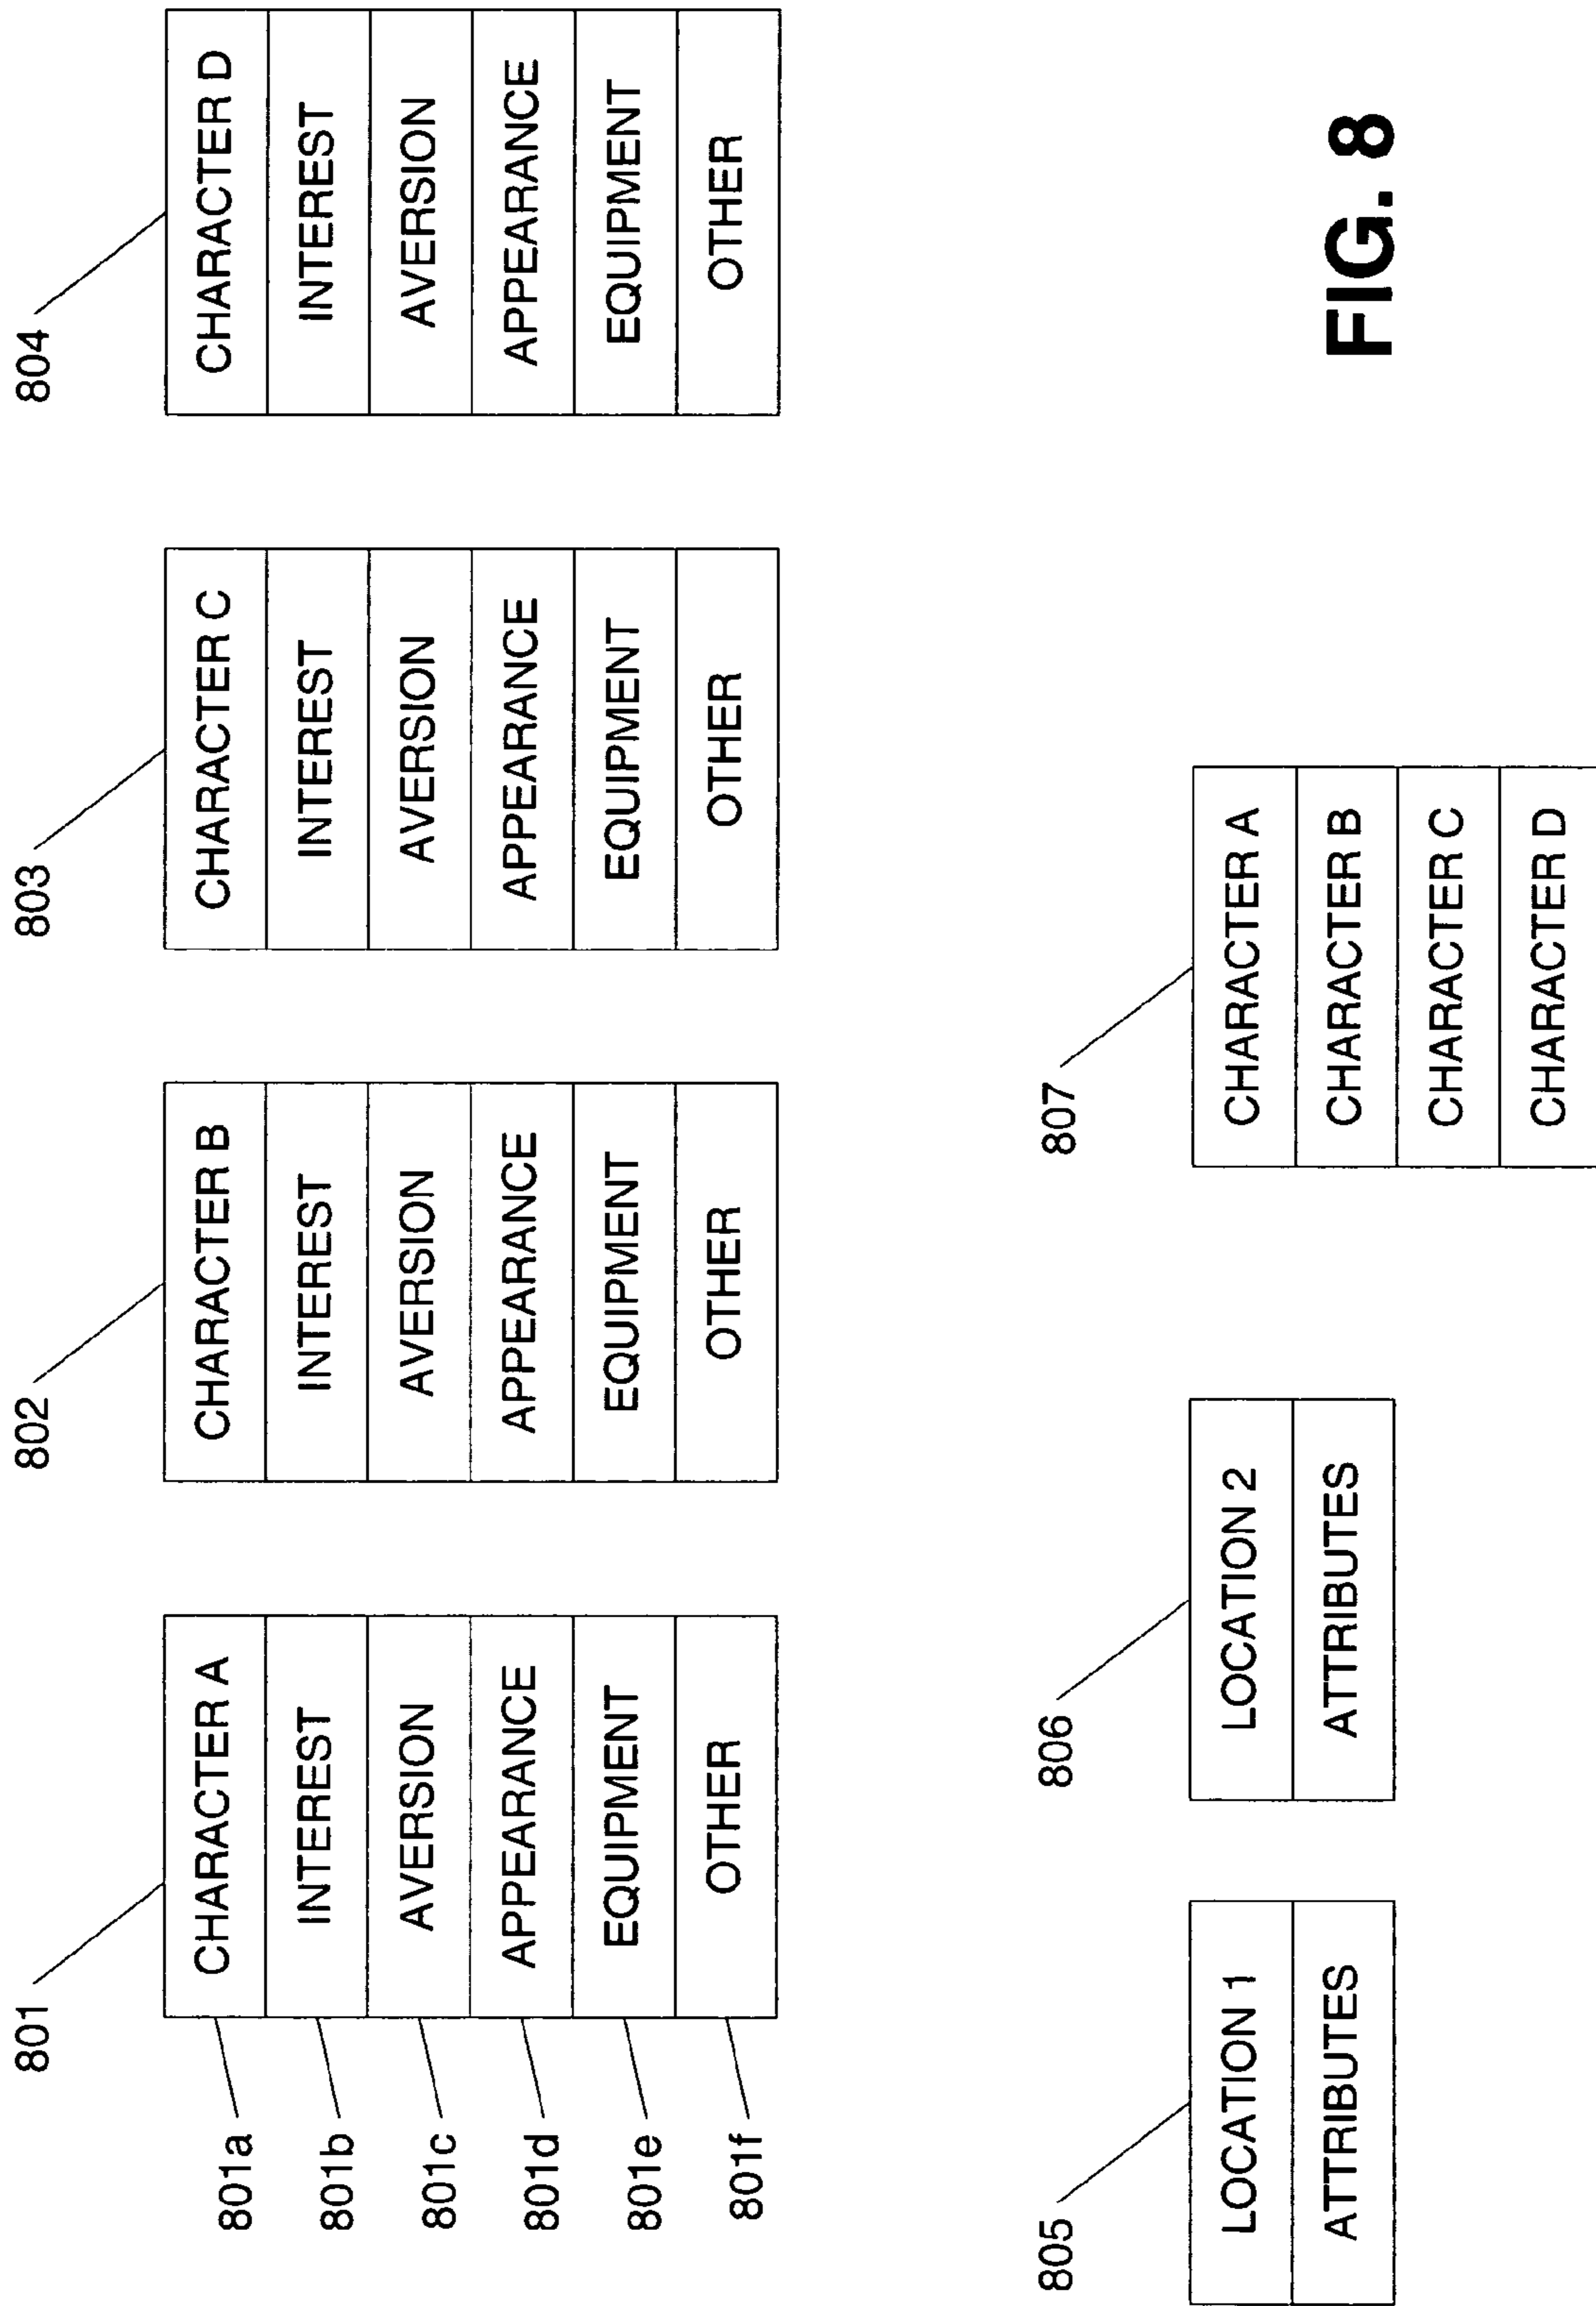 801
801a
801b
801c
801d
801e
801f
CHARACTER A
INTEREST
AVERSION
APPEARANCE
EQUIPMENT
OTHER
802
CHARACTER B
INTEREST
AVERSION
APPEARANCE
EQUIPMENT
OTHER
803
CHARACTER C
INTEREST
AVERSION
APPEARANCE
EQUIPMENT
OTHER
804
CHARACTER D
INTEREST
AVERSION
APPEARANCE
EQUIPMENT
OTHER
805
LOCATION 1
ATTRIBUTES
806
LOCATION 2
ATTRIBUTES
807
CHARACTER A
CHARACTER B
CHARACTER C
CHARACTER D
FIG. 8